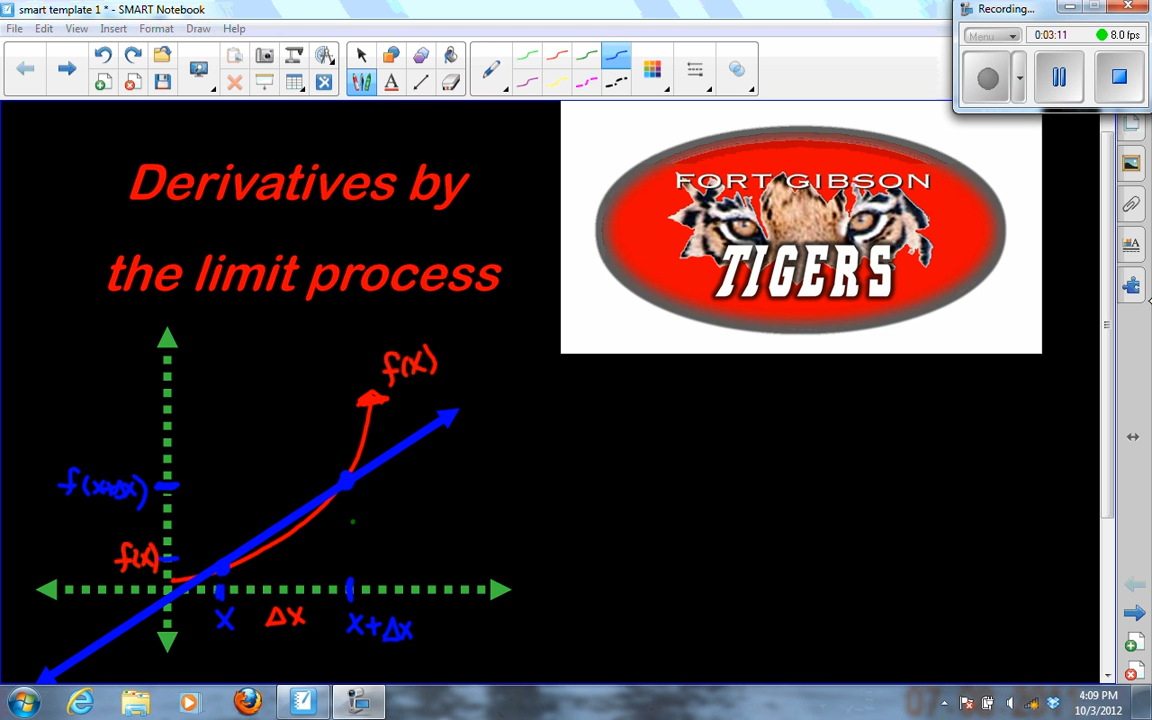 smart template 1 * - SMART Notebook
Recording...
File Edit View Insert Format Draw Help
Menu
0:03:11
8.0 fps
A
Derivatives by
the limit process
FORT GIBSON
TIGERS
f(x)
f(x+Δx)
f(x)
x Δx x+Δx
4:09 PM
10/3/2012